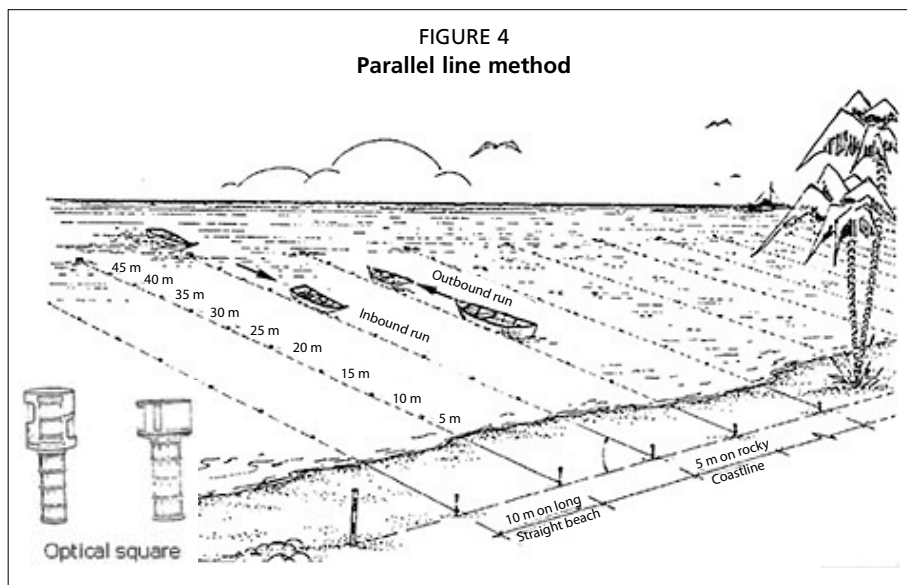 FIGURE 4
Parallel line method
45 m
40 m
35 m
30 m
25 m
20 m
15 m
10 m
5 m
Inbound run
Outbound run
10 m on long
Straight beach
5 m on rocky
Coastline
Optical square